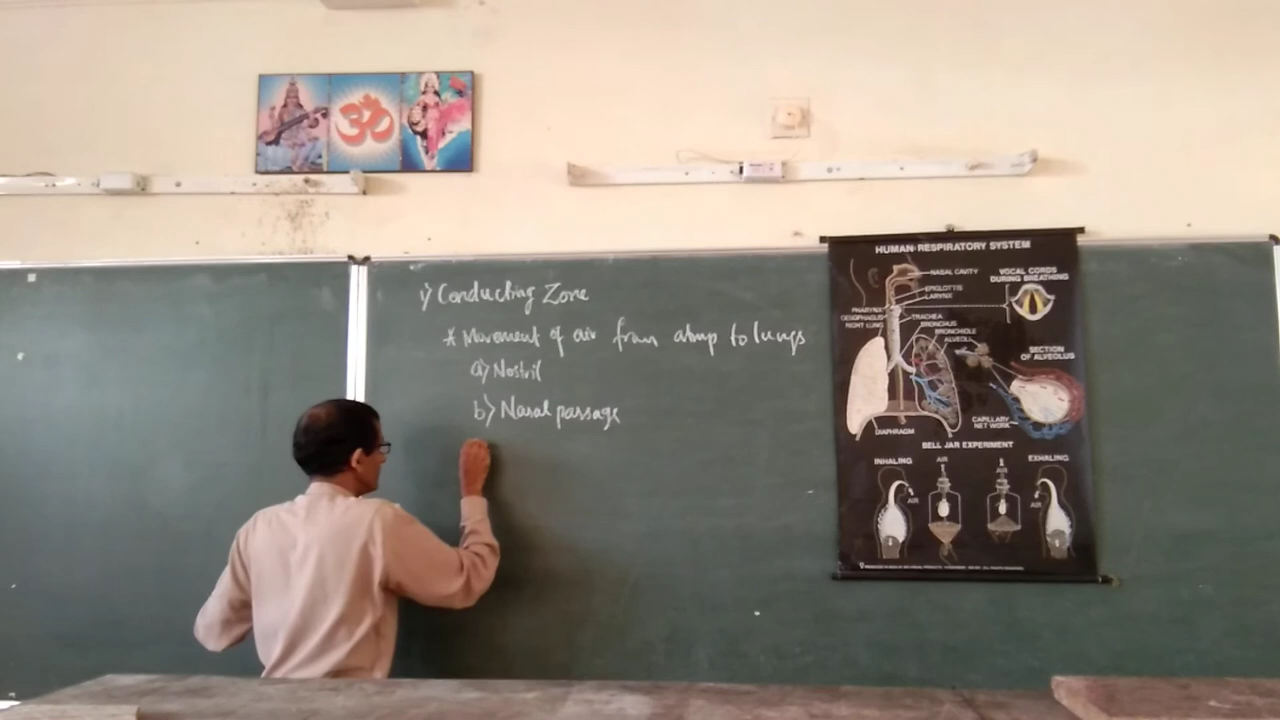 ॐ
i) Conducting Zone
* Movement of air from atmp to lungs
a) Nostril
b) Nasal passage
HUMAN RESPIRATORY SYSTEM
NASAL CAVITY
VOCAL CORDS
DURING BREATHING
EPIGLOTTIS
LARYNX
PHARYNX
OESOPHAGUS
RIGHT LUNG
TRACHEA
BRONCHUS
BRONCHIOLE
ALVEOLI
SECTION
OF ALVEOLUS
CAPILLARY
NET WORK
DIAPHRAGM
BELL JAR EXPERIMENT
INHALING
AIR
AIR
EXHALING
AIR
AIR